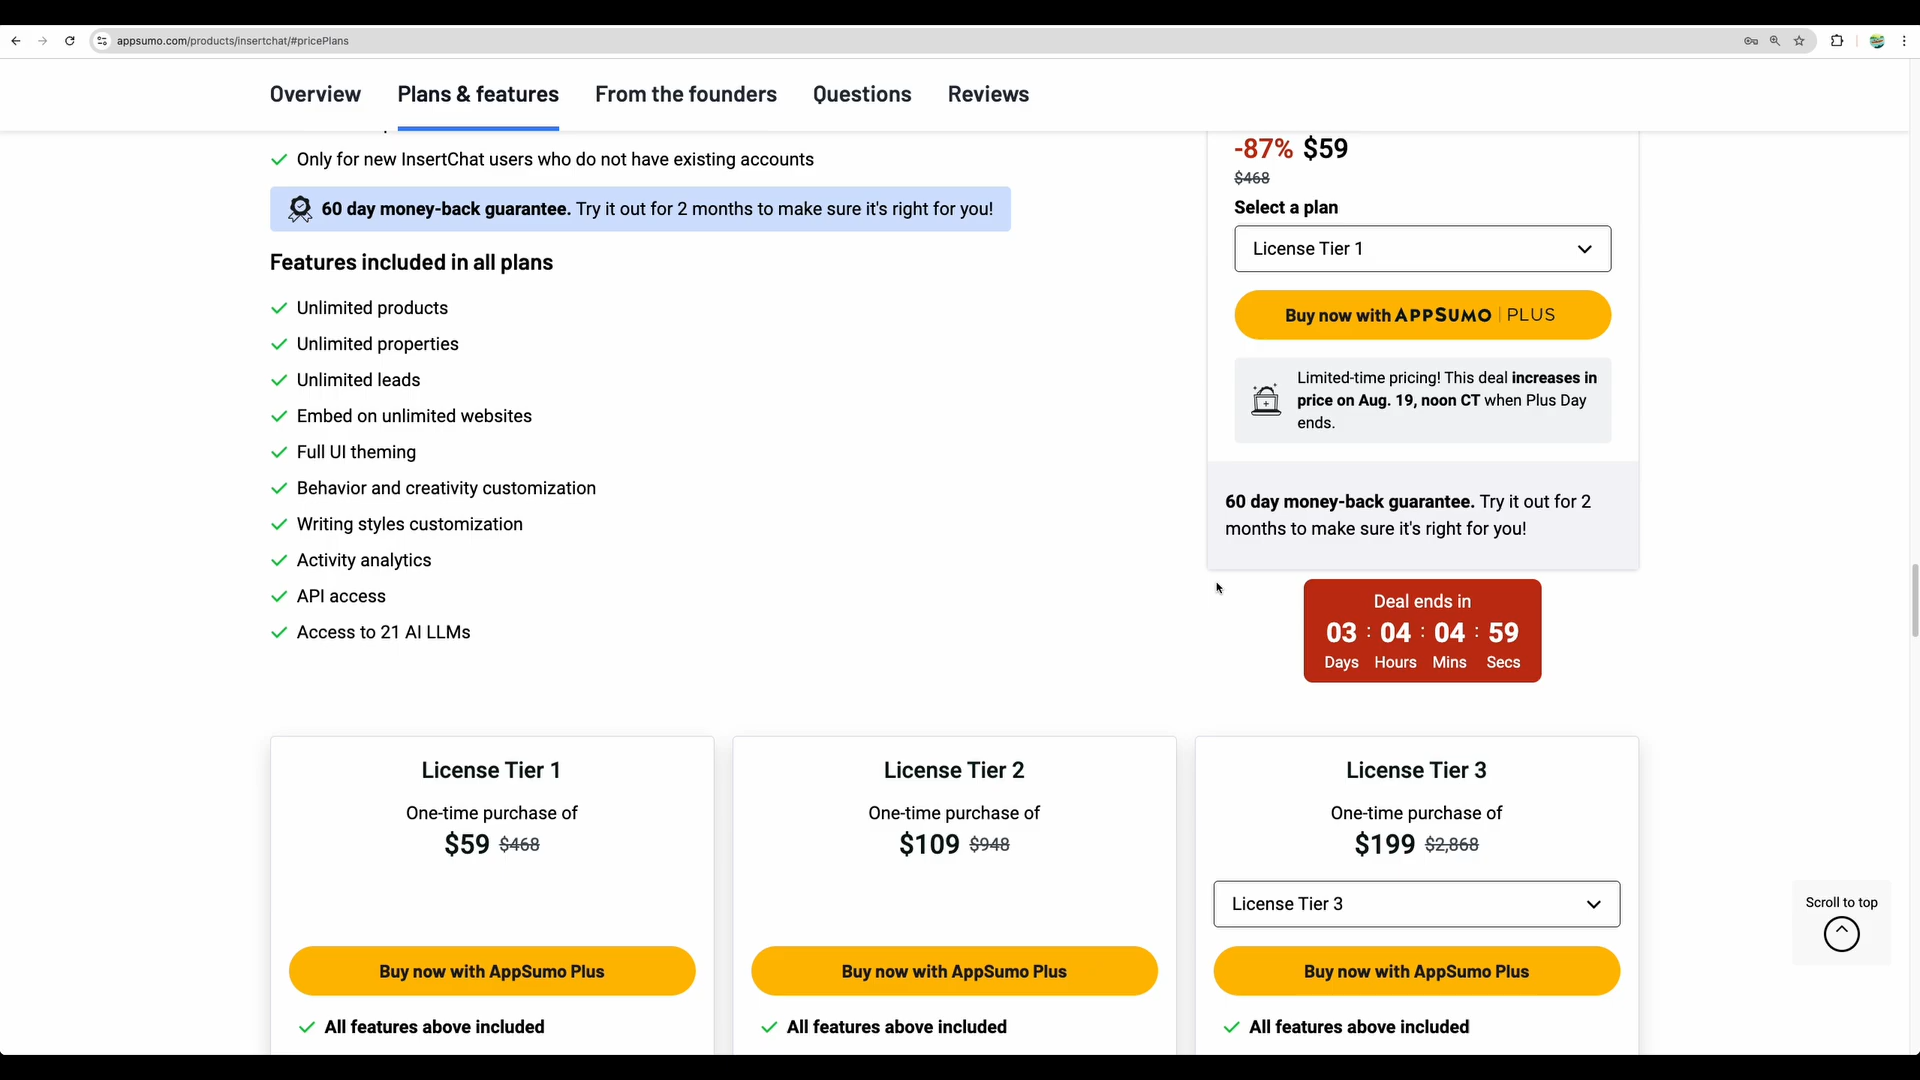 appsumo.com/products/insertchat/#pricePlans
Overview
Plans & features
From the founders
Questions
Reviews
Only for new InsertChat users who do not have existing accounts
60 day money-back guarantee. Try it out for 2 months to make sure it's right for you!
Features included in all plans
Unlimited products
Unlimited properties
Unlimited leads
Embed on unlimited websites
Full UI theming
Behavior and creativity customization
Writing styles customization
Activity analytics
API access
Access to 21 AI LLMs
-87% $59
$468
Select a plan
License Tier 1
Buy now with APPSUMO | PLUS
Limited-time pricing! This deal increases in
price on Aug. 19, noon CT when Plus Day
ends.
60 day money-back guarantee. Try it out for 2
months to make sure it's right for you!
Deal ends in
03 : 04 : 04 : 59
Days Hours Mins Secs
License Tier 1
One-time purchase of
$59 $468
Buy now with AppSumo Plus
All features above included
License Tier 2
One-time purchase of
$109 $948
Buy now with AppSumo Plus
All features above included
License Tier 3
One-time purchase of
$199 $2,868
License Tier 3
Buy now with AppSumo Plus
All features above included
Scroll to top